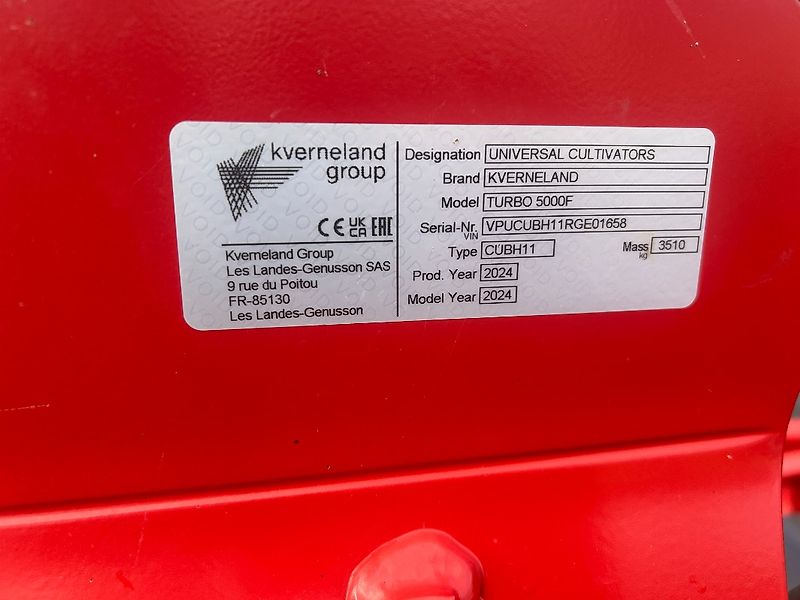 kverneland
group
CE UK CA EAC
Kverneland Group
Les Landes-Genusson SAS
9 rue du Poitou
FR-85130
Les Landes-Genusson
Designation UNIVERSAL CULTIVATORS
Brand KVERNELAND
Model TURBO 5000F
Serial-Nr. VIN VPUCUBH11RGE01658
Type CUBH11 Mass kg 3510
Prod. Year 2024
Model Year 2024